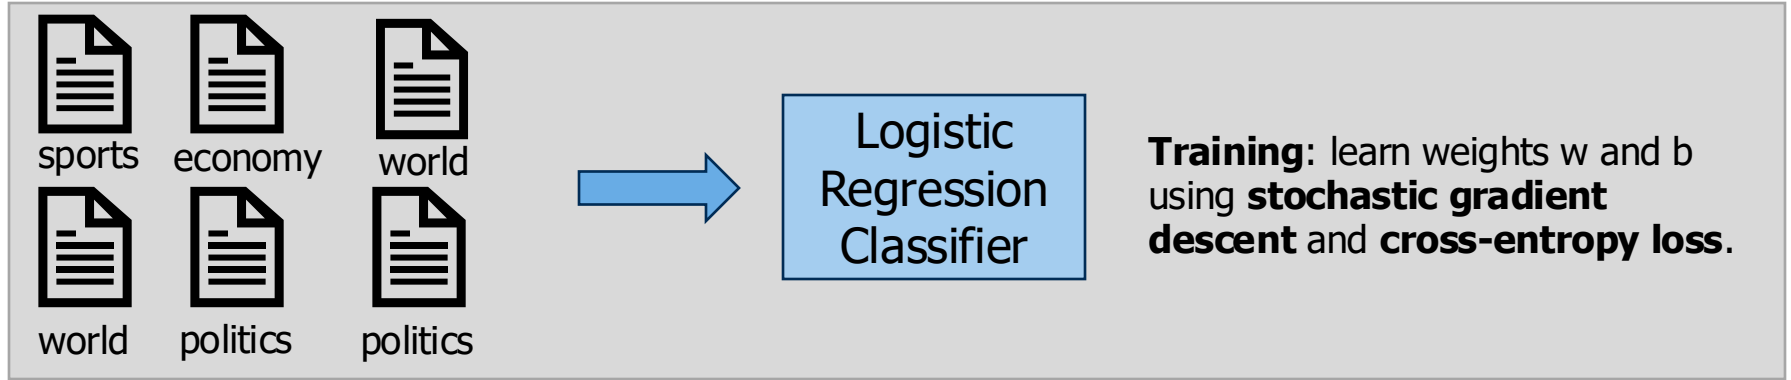 sports
economy
world
world
politics
politics
Logistic
Regression
Classifier
Training: learn weights w and b
using stochastic gradient
descent and cross-entropy loss.